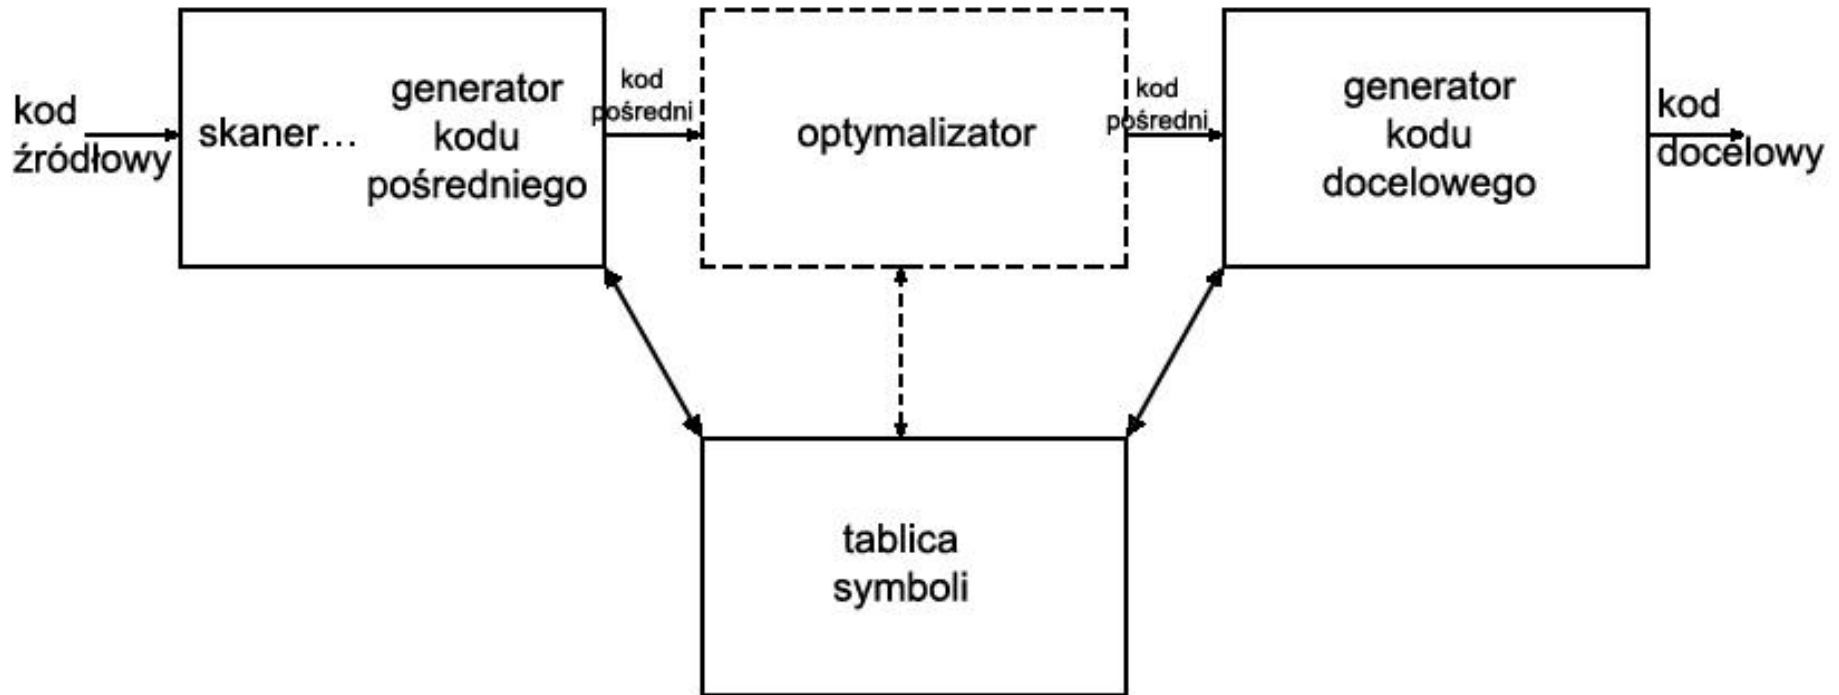 kod
źródłowy
skaner...
generator
kodu
pośredniego
kod
pośredni
optymalizator
kod
pośredni
generator
kodu
docelowego
kod
docelowy
tablica
symboli